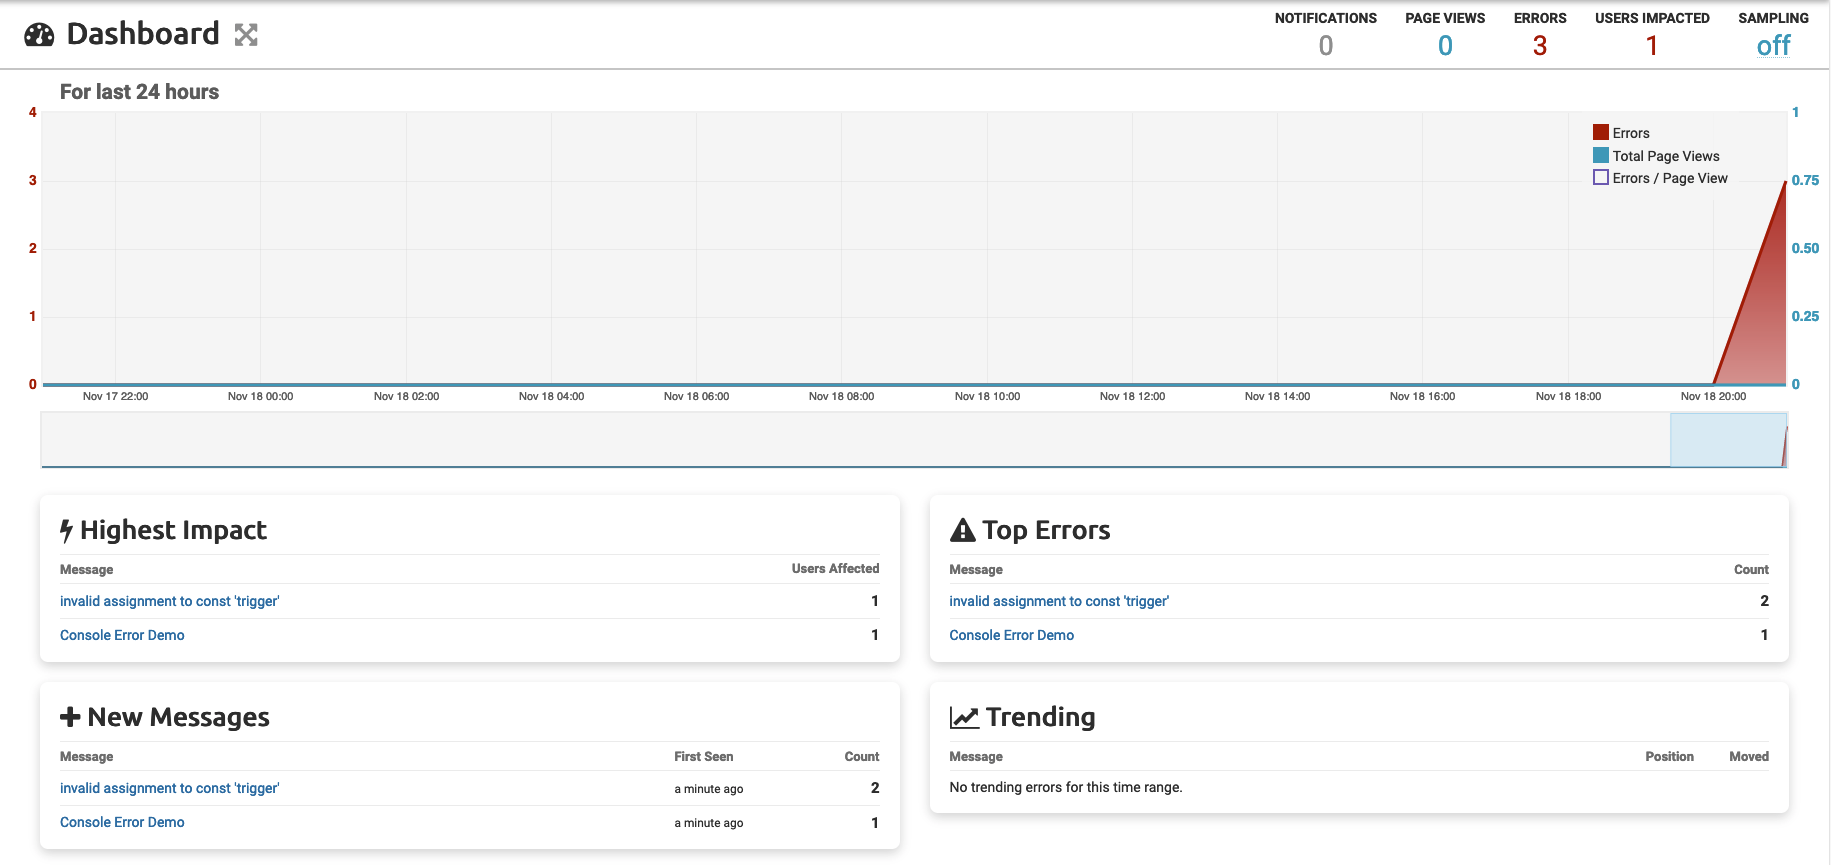 Dashboard
NOTIFICATIONS PAGE VIEWS ERRORS USERS IMPACTED SAMPLING
0 0 3 1 off
For last 24 hours
4 1
Errors
Total Page Views
Errors / Page View
3 0.75
2 0.50
1 0.25
0 0
Nov 17 22:00 Nov 18 00:00 Nov 18 02:00 Nov 18 04:00 Nov 18 06:00 Nov 18 08:00 Nov 18 10:00 Nov 18 12:00 Nov 18 14:00 Nov 18 16:00 Nov 18 18:00 Nov 18 20:00
Highest Impact
Message Users Affected
invalid assignment to const 'trigger' 1
Console Error Demo 1
Top Errors
Message Count
invalid assignment to const 'trigger' 2
Console Error Demo 1
New Messages
Message First Seen Count
invalid assignment to const 'trigger' a minute ago 2
Console Error Demo a minute ago 1
Trending
Message Position Moved
No trending errors for this time range.